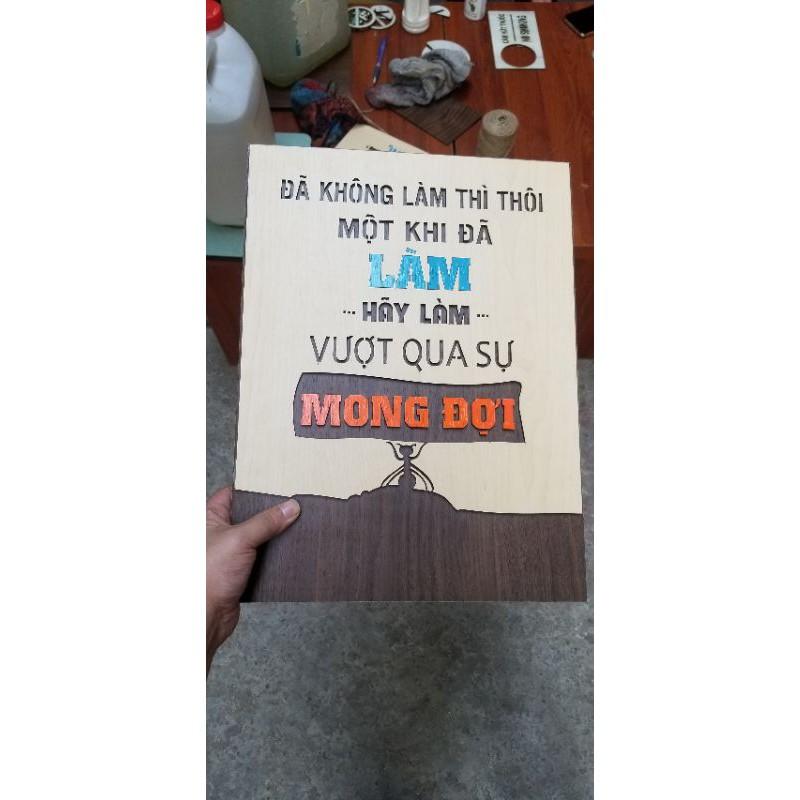 ĐÃ KHÔNG LÀM THÌ THÔI
MỘT KHI ĐÃ
LÀM
... HÃY LÀM ...
VƯỢT QUA SỰ
MONG ĐỢI